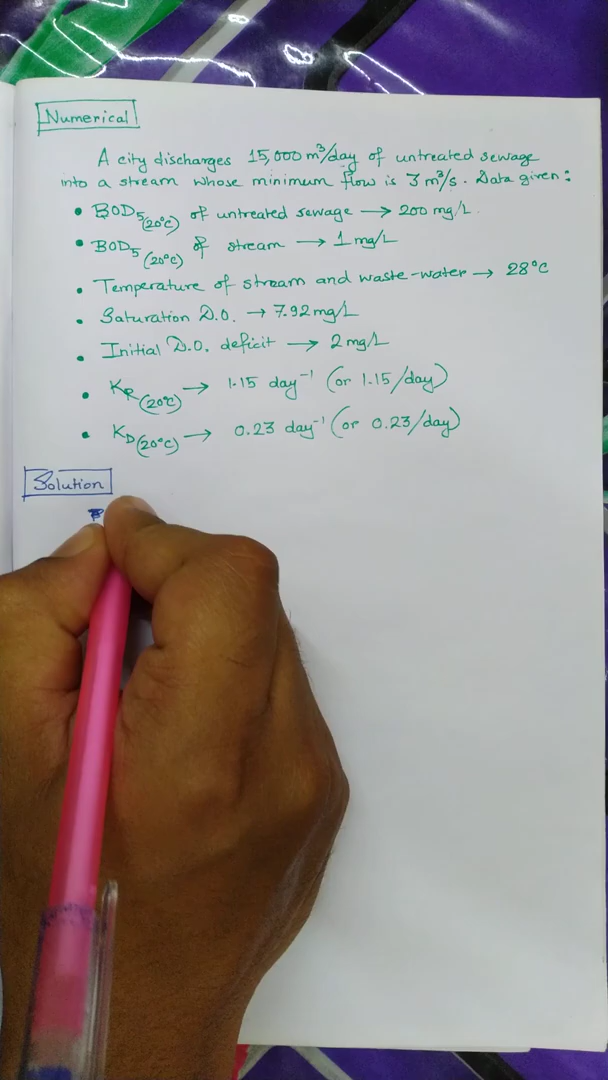 Numerical
A city discharges 15,000 m³/day of untreated sewage
into a stream whose minimum flow is 3 m³/s. Data given:
• BOD₅(20°C) of untreated sewage → 200 mg/L.
• BOD₅(20°C) of stream → 1 mg/L
• Temperature of stream and waste-water → 28°C
• Saturation D.O. → 7.92 mg/L
• Initial D.O. deficit → 2 mg/L
• K_R(20°C) → 1.15 day⁻¹ (or 1.15/day)
• K_D(20°C) → 0.23 day⁻¹ (or 0.23/day)
Solution